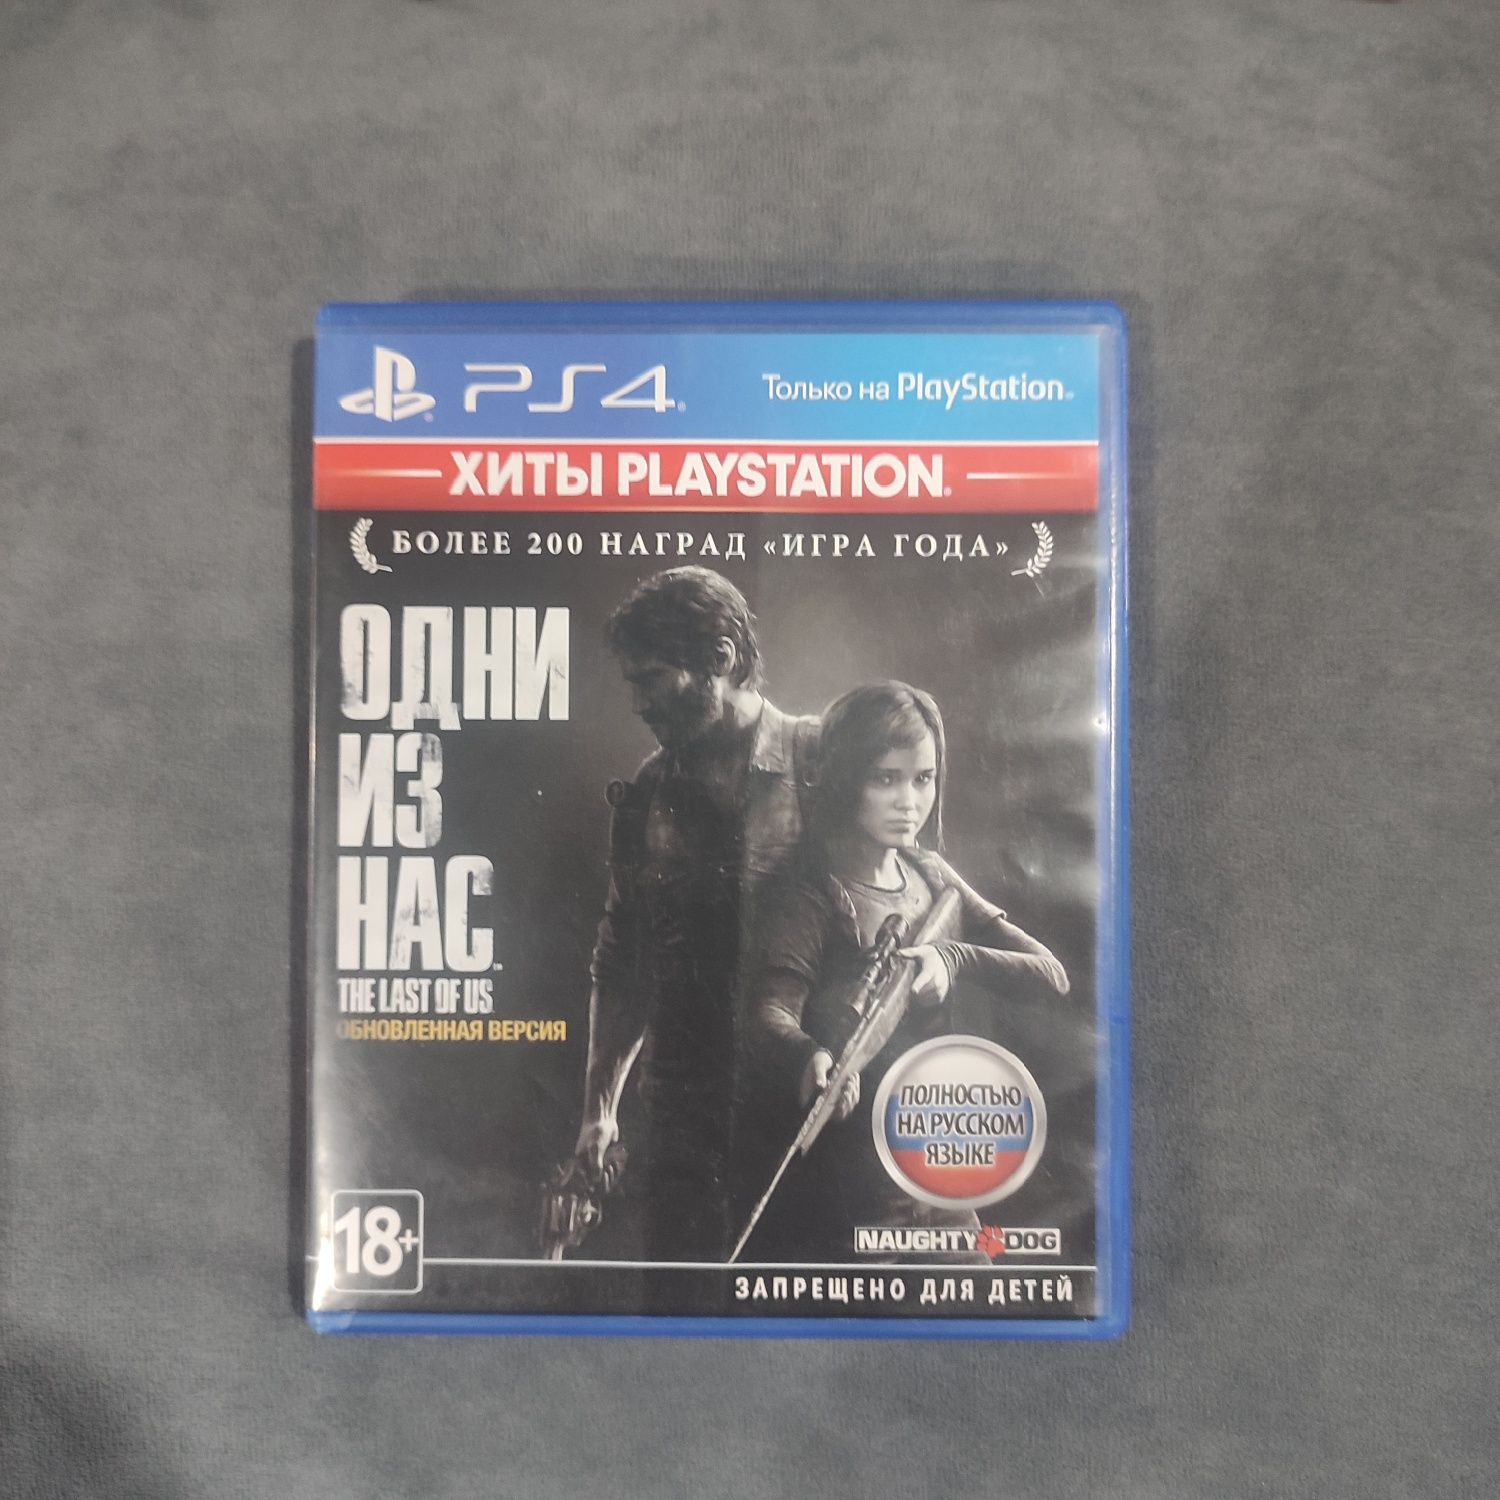 PS4
Только на PlayStation
ХИТЫ PLAYSTATION
БОЛЕЕ 200 НАГРАД «ИГРА ГОДА»
ОДНИ
ИЗ
НАС
THE LAST OF US
ОБНОВЛЕННАЯ ВЕРСИЯ
ПОЛНОСТЬЮ
НА РУССКОМ
ЯЗЫКЕ
18+
NAUGHTY DOG
ЗАПРЕЩЕНО ДЛЯ ДЕТЕЙ